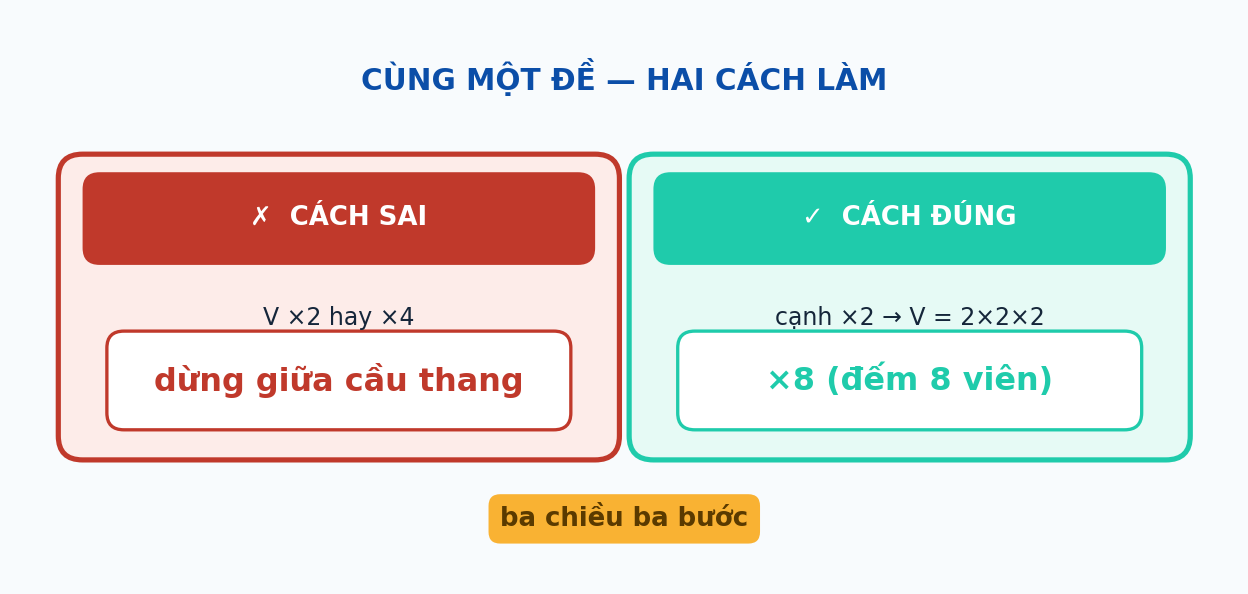 CÙNG MỘT ĐỀ — HAI CÁCH LÀM
✗ CÁCH SAI
V ×2 hay ×4
dừng giữa cầu thang
✓ CÁCH ĐÚNG
cạnh ×2 → V = 2×2×2
×8 (đếm 8 viên)
ba chiều ba bước